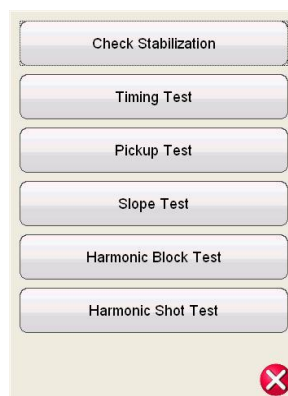 Check Stabilization
Timing Test
Pickup Test
Slope Test
Harmonic Block Test
Harmonic Shot Test